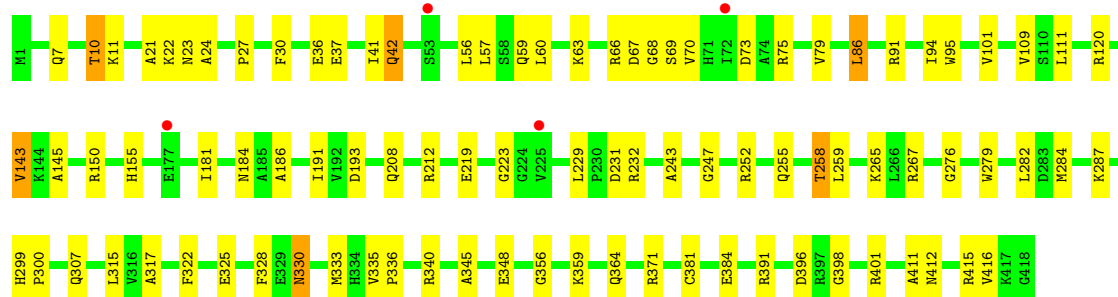 M1 Q7 T10 K11 A21 K22 N23 A24 P27 F30 E36 E37 I41 Q42 S53 L56 L57 S58 Q59 L60 K63 R66 D67 G68 S69 V70 H71 I72 D73 A74 R75 V79 L86 R91 I94 W95 V101 V109 S110 L111 R120
V143 K144 A145 R150 H155 E177 I181 N184 A185 A186 I191 V192 D193 Q208 R212 E219 G223 G224 V225 L229 P230 D231 R232 A243 G247 R252 Q255 T258 L259 K265 L266 R267 G276 W279 L282 D283 M284 K287
H299 P300 Q307 L315 V316 A317 F322 E325 F328 E329 N330 M333 H334 V335 P336 R340 A345 E348 G356 K359 Q364 R371 C381 E384 R391 D396 R397 G398 R401 A411 N412 R415 V416 K417 G418